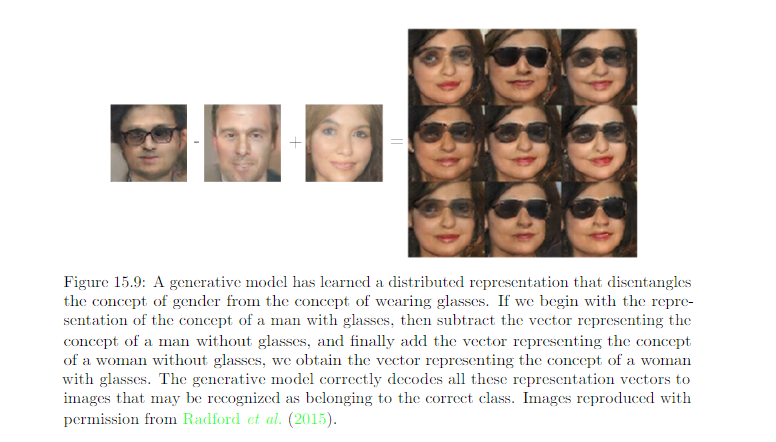 - + =
Figure 15.9: A generative model has learned a distributed representation that disentangles
the concept of gender from the concept of wearing glasses. If we begin with the repre-
sentation of the concept of a man with glasses, then subtract the vector representing the
concept of a man without glasses, and finally add the vector representing the concept
of a woman without glasses, we obtain the vector representing the concept of a woman
with glasses. The generative model correctly decodes all these representation vectors to
images that may be recognized as belonging to the correct class. Images reproduced with
permission from Radford et al. (2015).